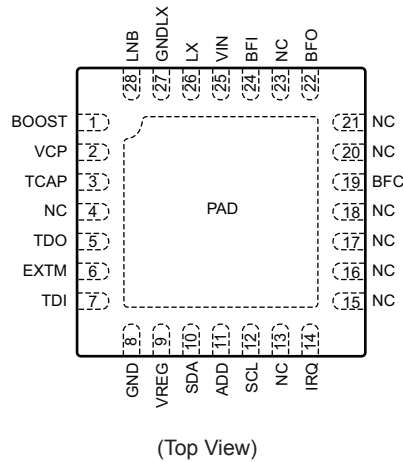 LNB
GNDLX
LX
VIN
BFI
NC
BFO
28
27
26
25
24
23
22
BOOST 1
VCP 2
TCAP 3
NC 4
TDO 5
EXTM 6
TDI 7
PAD
21 NC
20 NC
19 BFC
18 NC
17 NC
16 NC
15 NC
8
9
10
11
12
13
14
GND
VREG
SDA
ADD
SCL
NC
IRQ
(Top View)